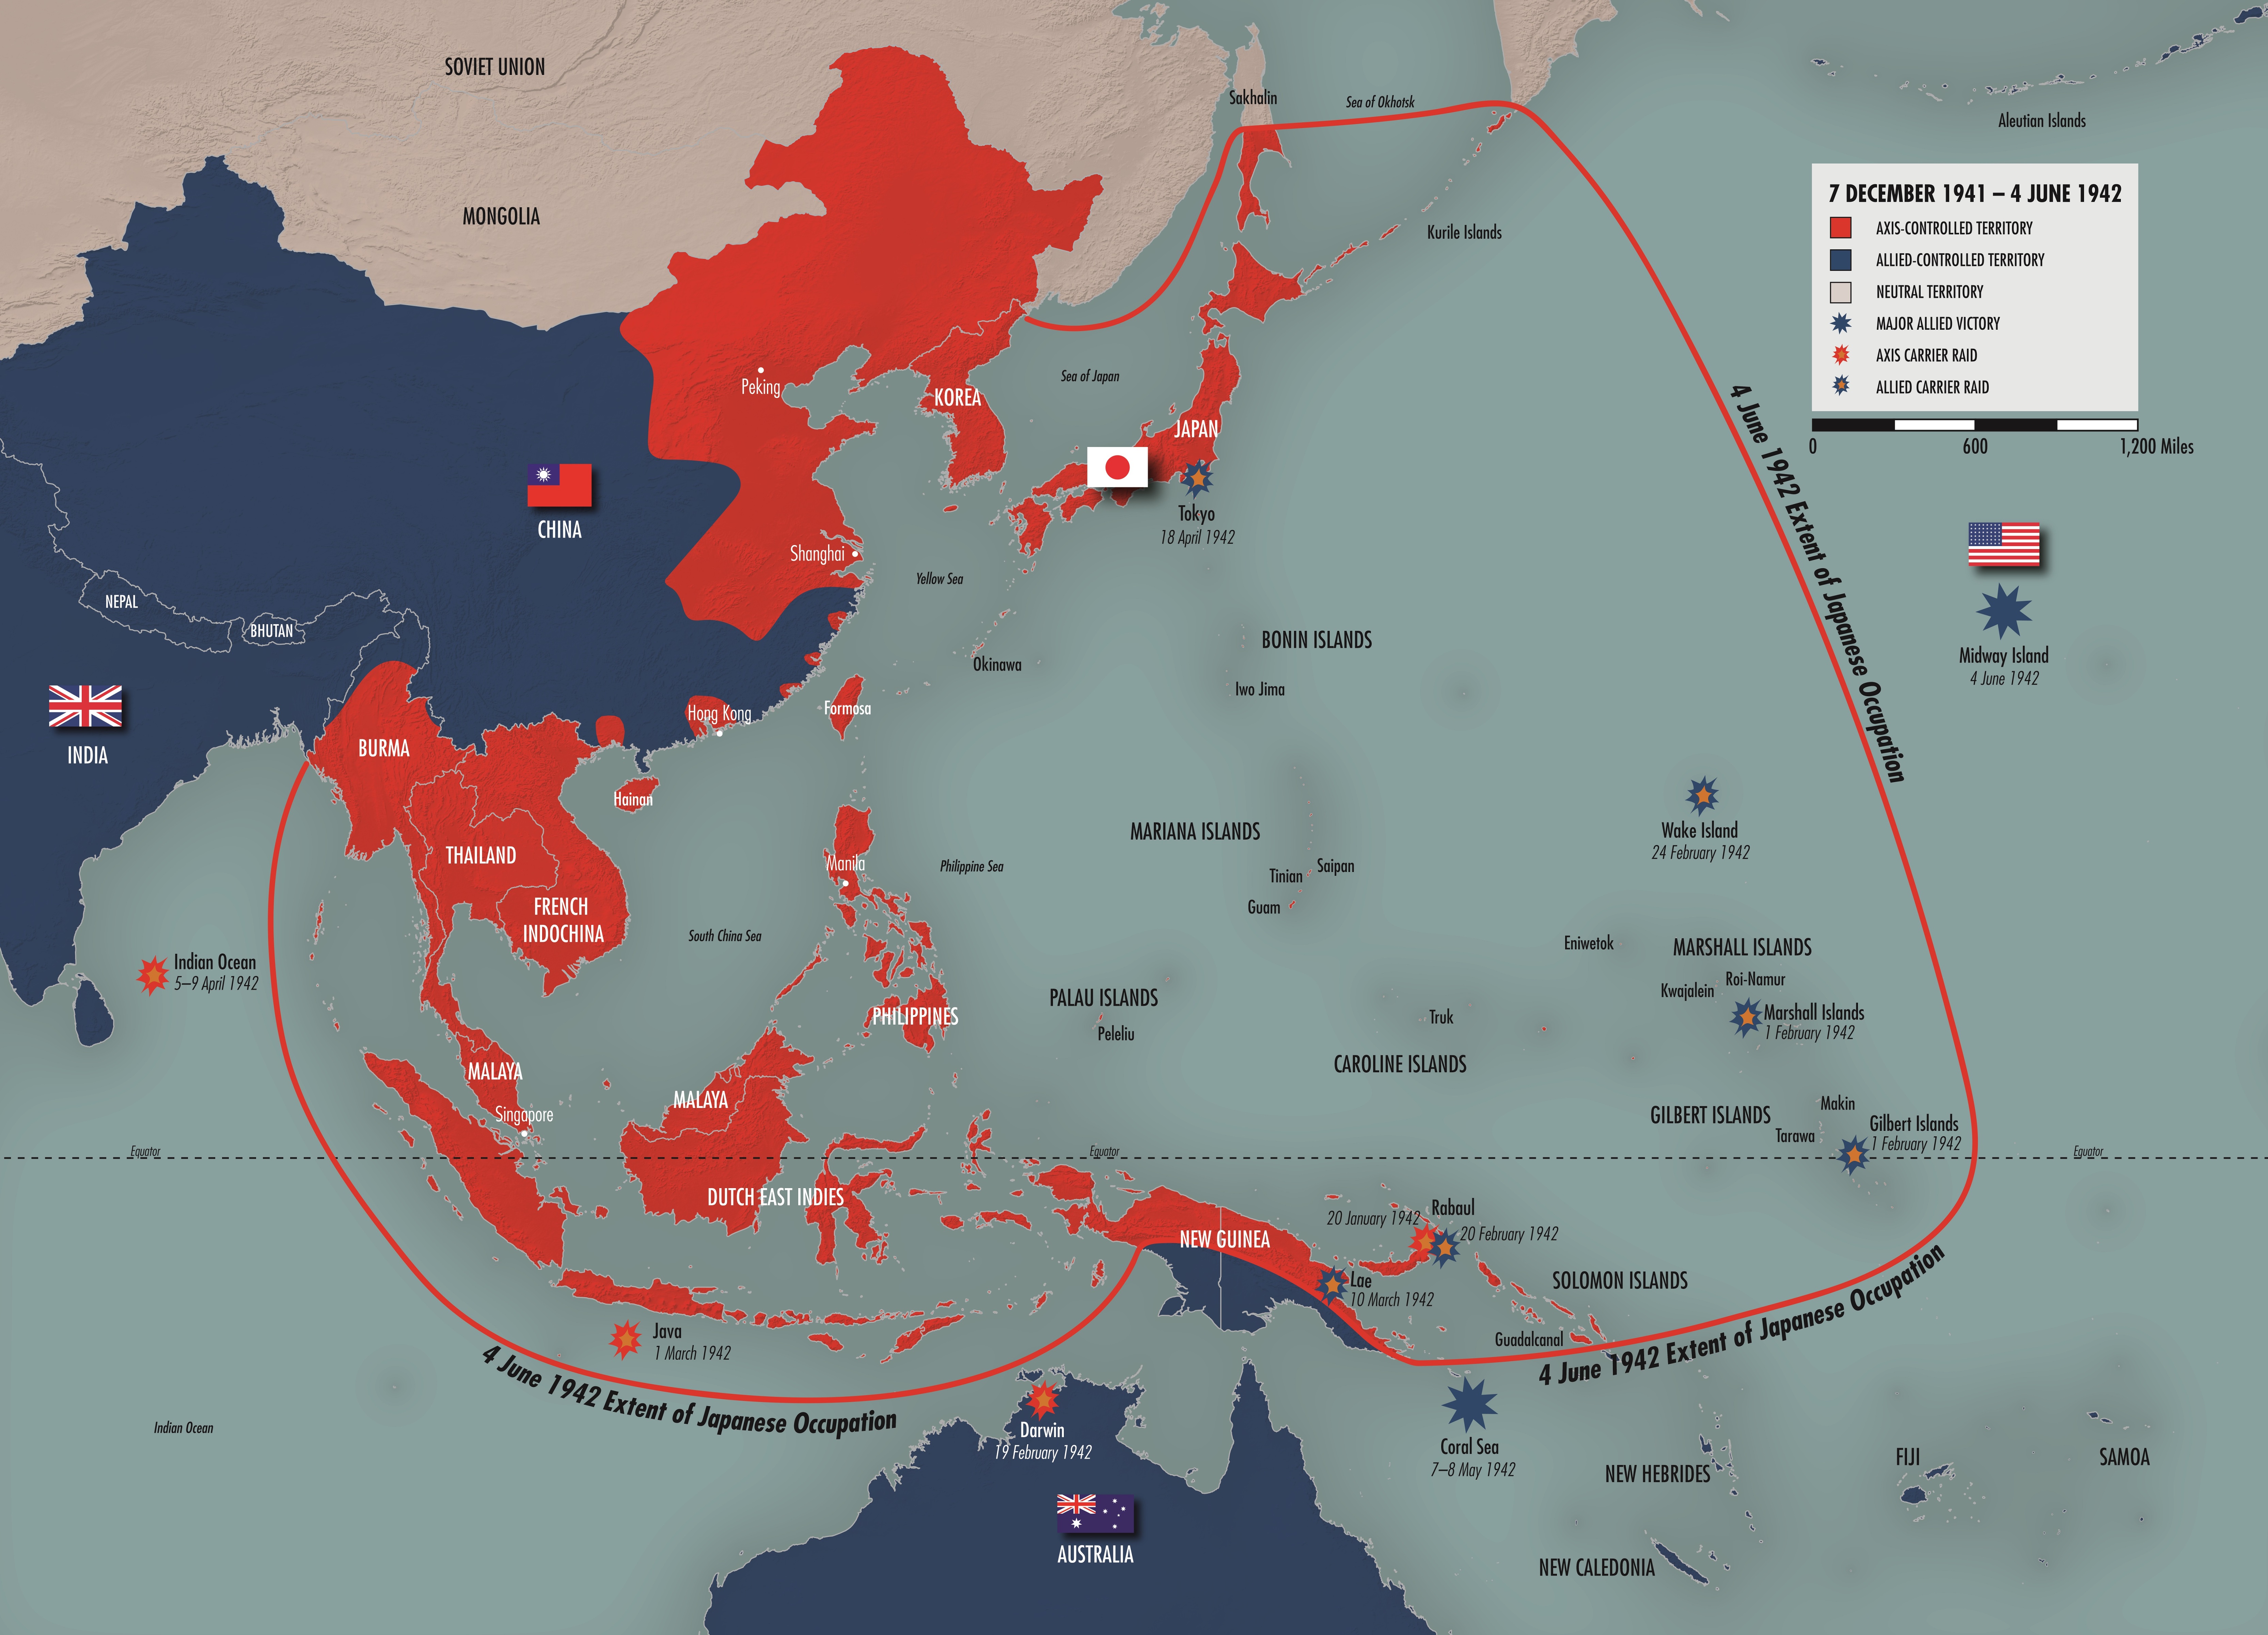 SOVIET UNION
MONGOLIA
Sakhalin
Sea of Okhotsk
Aleutian Islands
Kurile Islands
7 DECEMBER 1941 – 4 JUNE 1942
AXIS-CONTROLLED TERRITORY
ALLIED-CONTROLLED TERRITORY
NEUTRAL TERRITORY
MAJOR ALLIED VICTORY
AXIS CARRIER RAID
ALLIED CARRIER RAID
0 600 1,200 Miles
4 June 1942 Extent of Japanese Occupation
Peking
KOREA
Sea of Japan
JAPAN
Tokyo
18 April 1942
CHINA
Shanghai
Yellow Sea
NEPAL
BHUTAN
INDIA
Okinawa
BONIN ISLANDS
Iwo Jima
Midway Island
4 June 1942
BURMA
Hong Kong
Formosa
Hainan
THAILAND
FRENCH
INDOCHINA
Manila
Philippine Sea
South China Sea
MARIANA ISLANDS
Saipan
Tinian
Guam
Wake Island
24 February 1942
Indian Ocean
5–9 April 1942
PHILIPPINES
PALAU ISLANDS
Peleliu
Truk
CAROLINE ISLANDS
Eniwetok
MARSHALL ISLANDS
Roi-Namur
Kwajalein
Marshall Islands
1 February 1942
MALAYA
Singapore
MALAYA
GILBERT ISLANDS
Makin
Tarawa
Gilbert Islands
1 February 1942
Equator
Equator
Equator
DUTCH EAST INDIES
NEW GUINEA
20 January 1942
Rabaul
20 February 1942
Lae
10 March 1942
SOLOMON ISLANDS
Guadalcanal
Java
1 March 1942
4 June 1942 Extent of Japanese Occupation
4 June 1942 Extent of Japanese Occupation
Indian Ocean
Darwin
19 February 1942
Coral Sea
7–8 May 1942
NEW HEBRIDES
FIJI
SAMOA
AUSTRALIA
NEW CALEDONIA